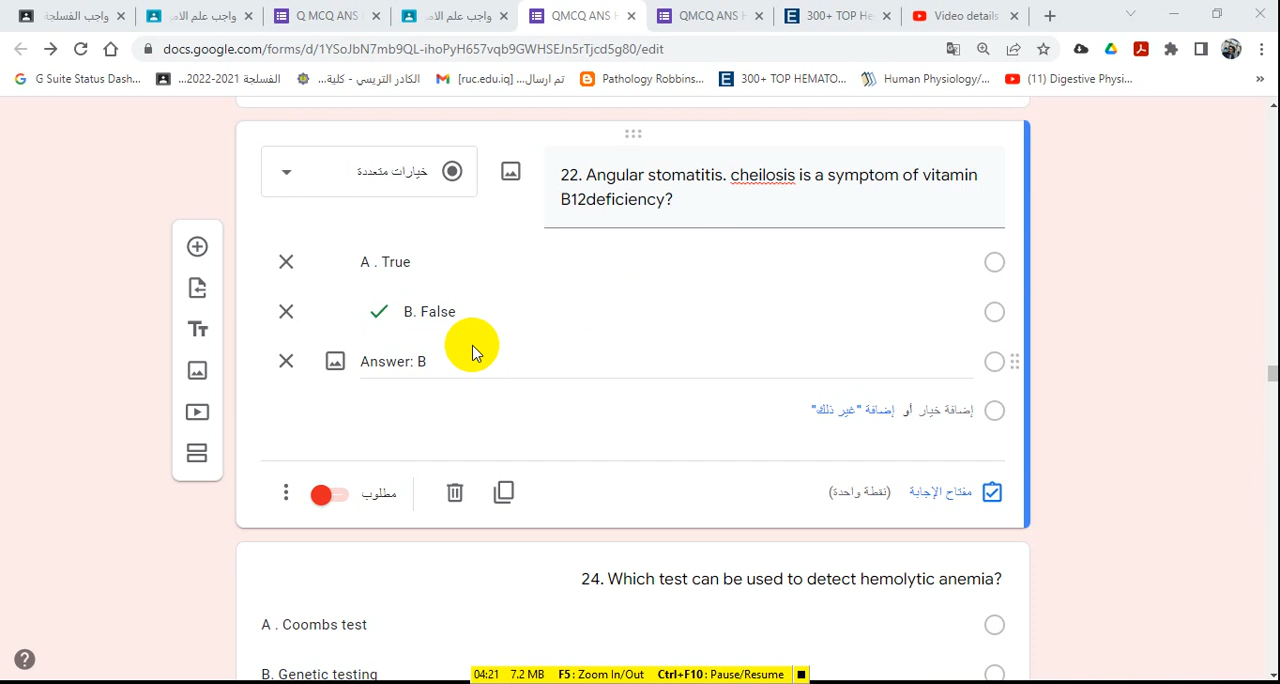 واجب الفسلجة
واجب علم الامر
Q MCQ ANS
واجب علم الامر
QMCQ ANS H
QMCQ ANS H
300+ TOP He
Video details
docs.google.com/forms/d/1YSoJbN7mb9QL-ihoPyH657vqb9GWHSEJn5rTjcd5g80/edit
G Suite Status Dash...
الفسلجة 2021-2022...
الكادر التريسي - كلية...
تم ارسال... [ruc.edu.iq]
Pathology Robbins...
300+ TOP HEMATO...
Human Physiology/...
(11) Digestive Physi...
»
خيارات متعددة
22. Angular stomatitis. cheilosis is a symptom of vitamin
B12deficiency?
A . True
B. False
Answer: B
إضافة خيار أو إضافة "غير ذلك"
مطلوب
مفتاح الإجابة (نقطة واحدة)
24. Which test can be used to detect hemolytic anemia?
A . Coombs test
B. Genetic testing
04:21 7.2 MB F5: Zoom In/Out Ctrl+F10: Pause/Resume